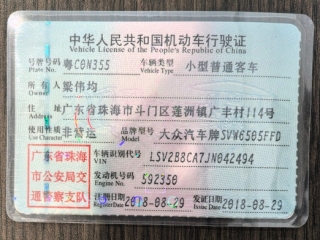 中华人民共和国机动车行驶证
Vehicle License of the People's Republic of China
号牌号码 粤C0N355 车辆类型 小型普通客车
Plate No. Vehicle Type
所有人 梁伟均
Owner
住址 广东省珠海市斗门区莲洲镇广丰村114号
Address
使用性质 非营运 品牌型号 大众汽车牌SVW6505FFD
Use Character Model
广东省珠海
市公安局交
通警察支队
车辆识别代号 LSV2B8CA7JN042494
VIN
发动机号码 592350
Engine No.
注册日期 2018-08-29 发证日期 2018-08-29
Register Date Issue Date